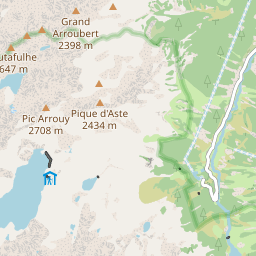 Grand
Arroubert
2398 m
utafulhe
647 m
Pic Arrouy
2708 m
Pique d'Aste
2434 m